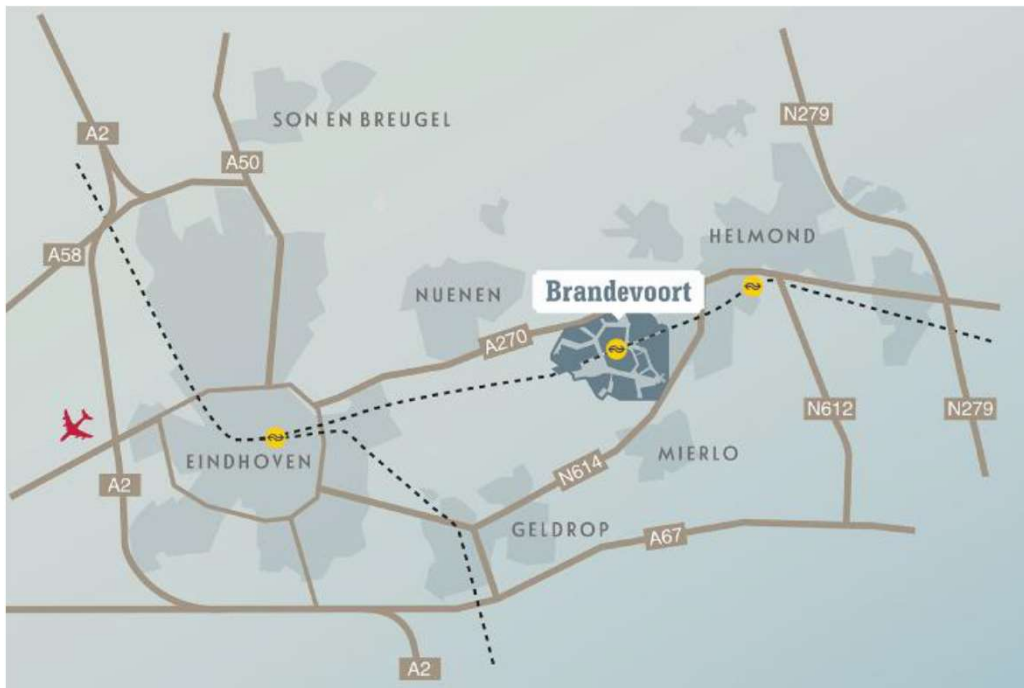 A2
SON EN BREUGEL
N279
A50
A58
HELMOND
NUENEN
Brandevoort
A270
N612
N279
EINDHOVEN
MIERLO
A2
N614
GELDROP
A67
A2